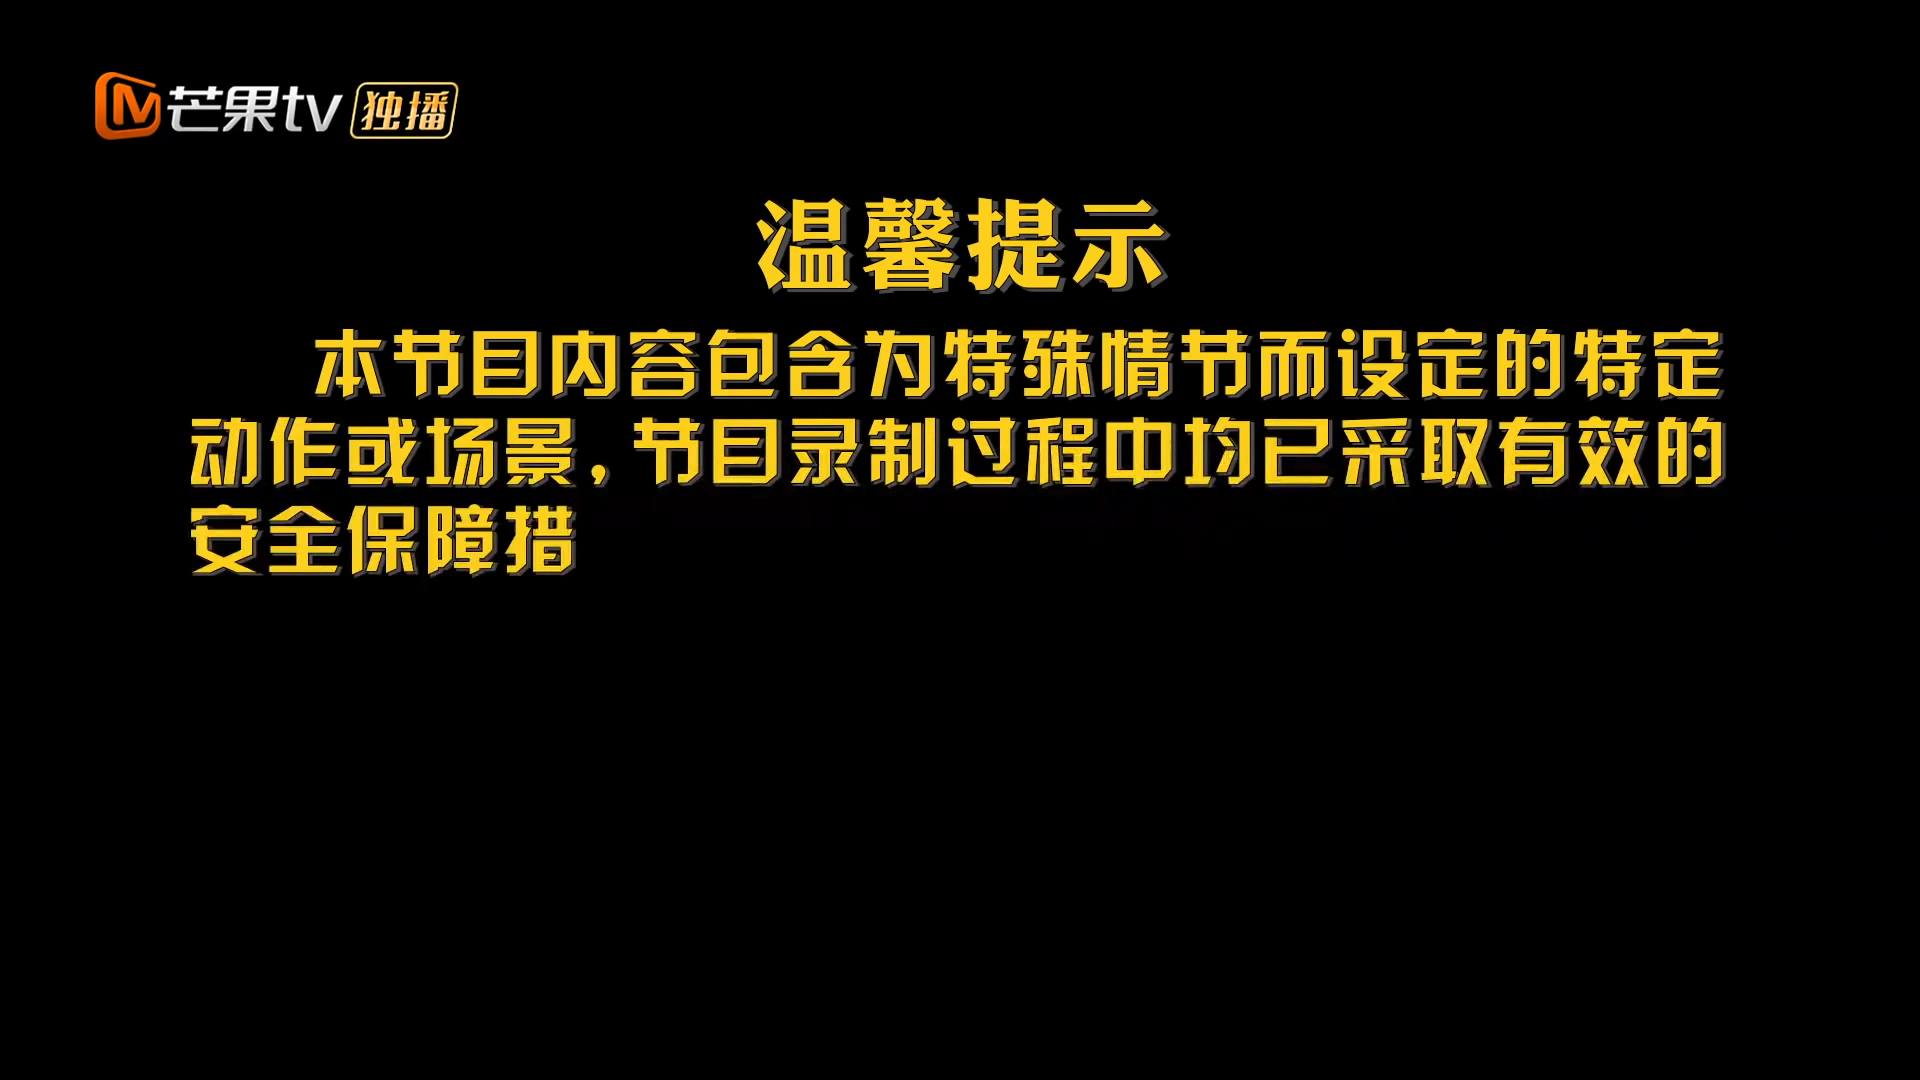 芒果tv 独播
温馨提示
本节目内容包含为特殊情节而设定的特定
动作或场景,节目录制过程中均已采取有效的
安全保障措